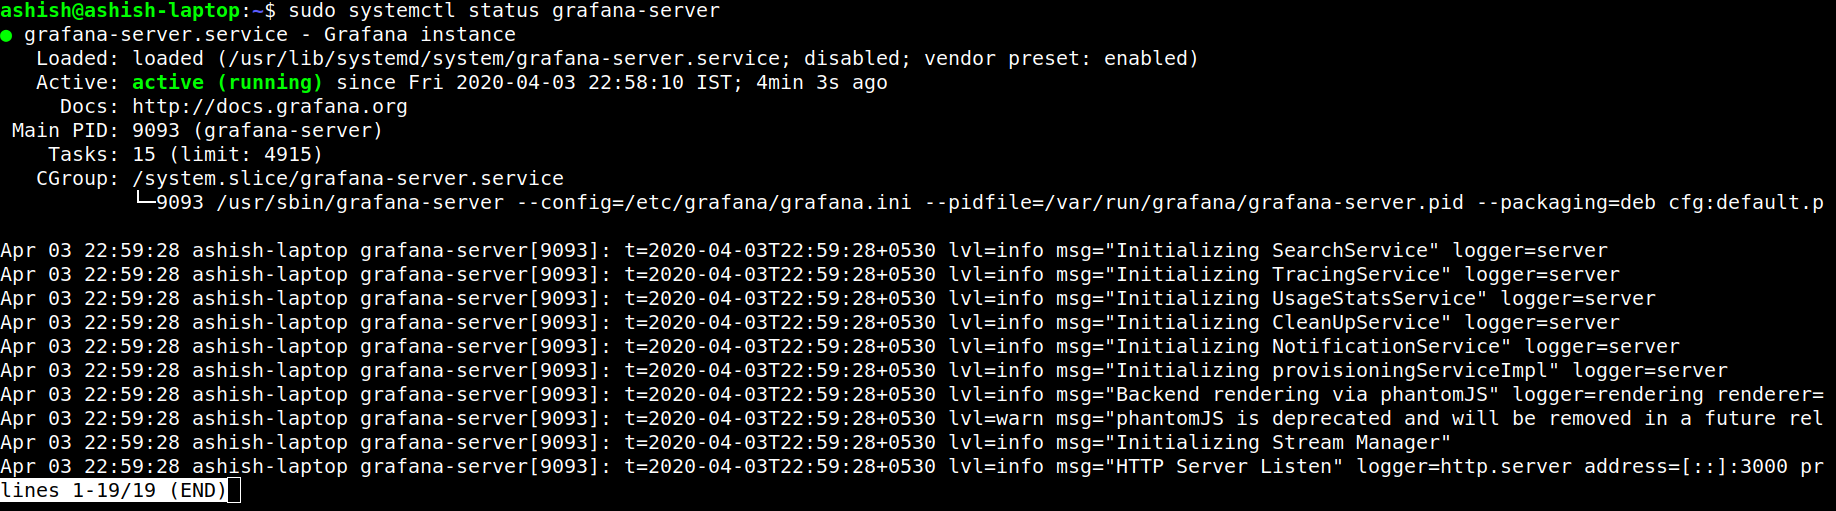 ashish@ashish-laptop:~$ sudo systemctl status grafana-server
● grafana-server.service - Grafana instance
   Loaded: loaded (/usr/lib/systemd/system/grafana-server.service; disabled; vendor preset: enabled)
   Active: active (running) since Fri 2020-04-03 22:58:10 IST; 4min 3s ago
     Docs: http://docs.grafana.org
 Main PID: 9093 (grafana-server)
    Tasks: 15 (limit: 4915)
   CGroup: /system.slice/grafana-server.service
           └─9093 /usr/sbin/grafana-server --config=/etc/grafana/grafana.ini --pidfile=/var/run/grafana/grafana-server.pid --packaging=deb cfg:default.p

Apr 03 22:59:28 ashish-laptop grafana-server[9093]: t=2020-04-03T22:59:28+0530 lvl=info msg="Initializing SearchService" logger=server
Apr 03 22:59:28 ashish-laptop grafana-server[9093]: t=2020-04-03T22:59:28+0530 lvl=info msg="Initializing TracingService" logger=server
Apr 03 22:59:28 ashish-laptop grafana-server[9093]: t=2020-04-03T22:59:28+0530 lvl=info msg="Initializing UsageStatsService" logger=server
Apr 03 22:59:28 ashish-laptop grafana-server[9093]: t=2020-04-03T22:59:28+0530 lvl=info msg="Initializing CleanUpService" logger=server
Apr 03 22:59:28 ashish-laptop grafana-server[9093]: t=2020-04-03T22:59:28+0530 lvl=info msg="Initializing NotificationService" logger=server
Apr 03 22:59:28 ashish-laptop grafana-server[9093]: t=2020-04-03T22:59:28+0530 lvl=info msg="Initializing provisioningServiceImpl" logger=server
Apr 03 22:59:28 ashish-laptop grafana-server[9093]: t=2020-04-03T22:59:28+0530 lvl=info msg="Backend rendering via phantomJS" logger=rendering renderer=
Apr 03 22:59:28 ashish-laptop grafana-server[9093]: t=2020-04-03T22:59:28+0530 lvl=warn msg="phantomJS is deprecated and will be removed in a future rel
Apr 03 22:59:28 ashish-laptop grafana-server[9093]: t=2020-04-03T22:59:28+0530 lvl=info msg="Initializing Stream Manager"
Apr 03 22:59:28 ashish-laptop grafana-server[9093]: t=2020-04-03T22:59:28+0530 lvl=info msg="HTTP Server Listen" logger=http.server address=[::]:3000 pr
lines 1-19/19 (END)